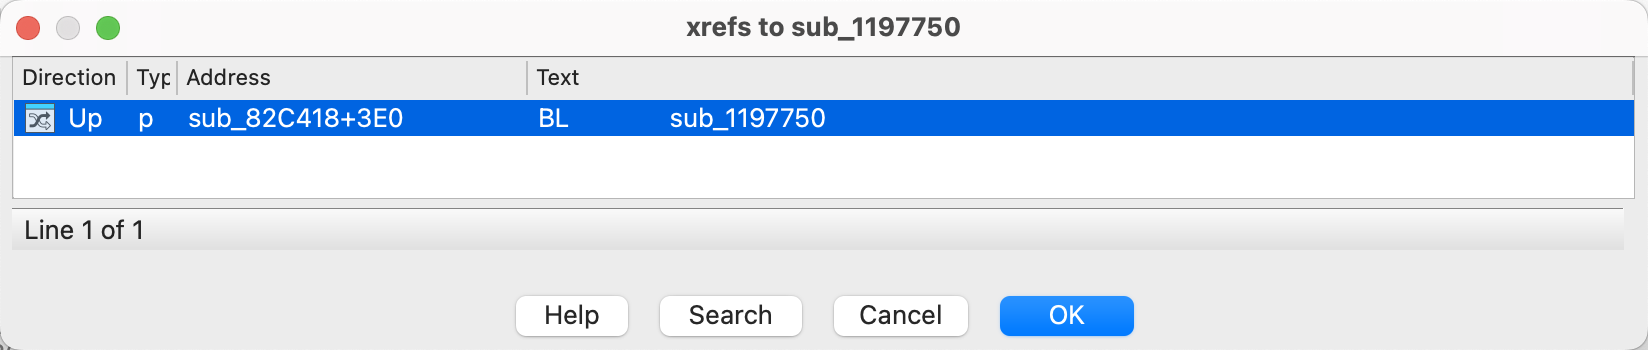 xrefs to sub_1197750
Direction Typ Address Text
Up p sub_82C418+3E0 BL sub_1197750
Line 1 of 1
Help Search Cancel OK